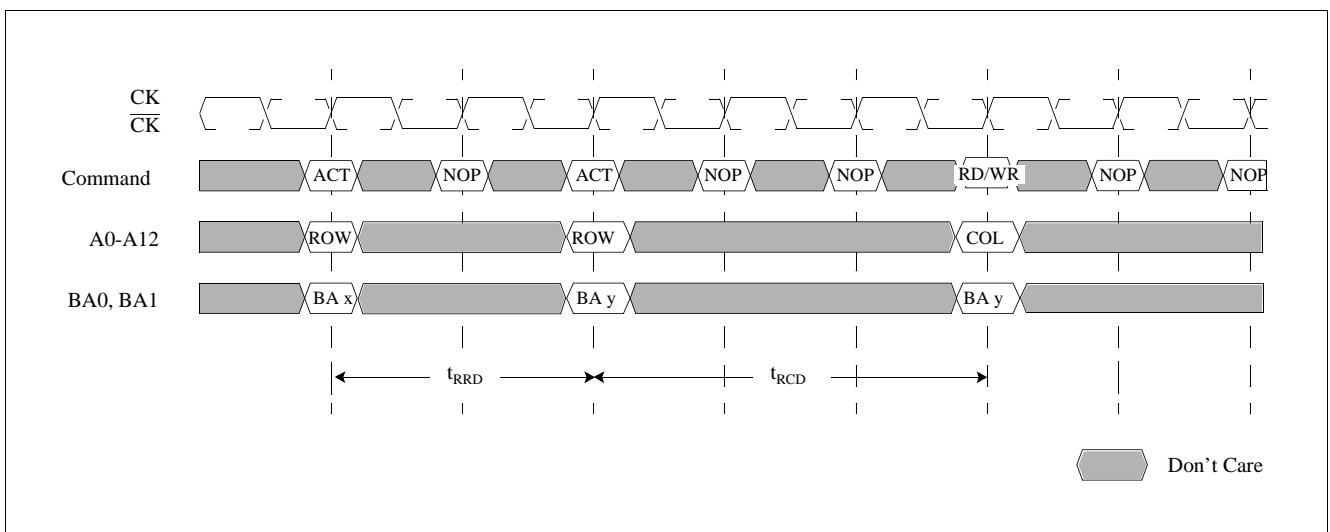 CK
CK
Command ACT NOP ACT NOP NOP RD/WR NOP NOP
A0-A12 ROW ROW COL
BA0, BA1 BA x BA y BA y
tRRD tRCD
Don't Care